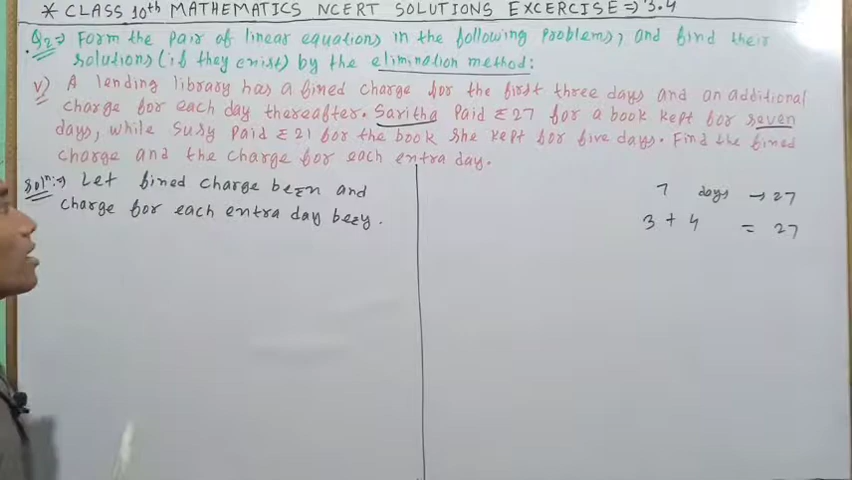 * CLASS 10th MATHEMATICS NCERT SOLUTIONS EXCERCISE ⇒ 3.4
Q2 ⇒ Form the pair of linear equations in the following problems, and find their
solutions (if they exist) by the elimination method:
v) A lending library has a fixed charge for the first three days and an additional
charge for each day thereafter. Saritha paid ₹27 for a book kept for seven
days, while Susy paid ₹21 for the book she kept for five days. Find the fixed
charge and the charge for each extra day.
Solⁿ:⇒ Let fixed charge be ₹x and
charge for each extra day be ₹y.
7 days → 27
3 + 4 = 27